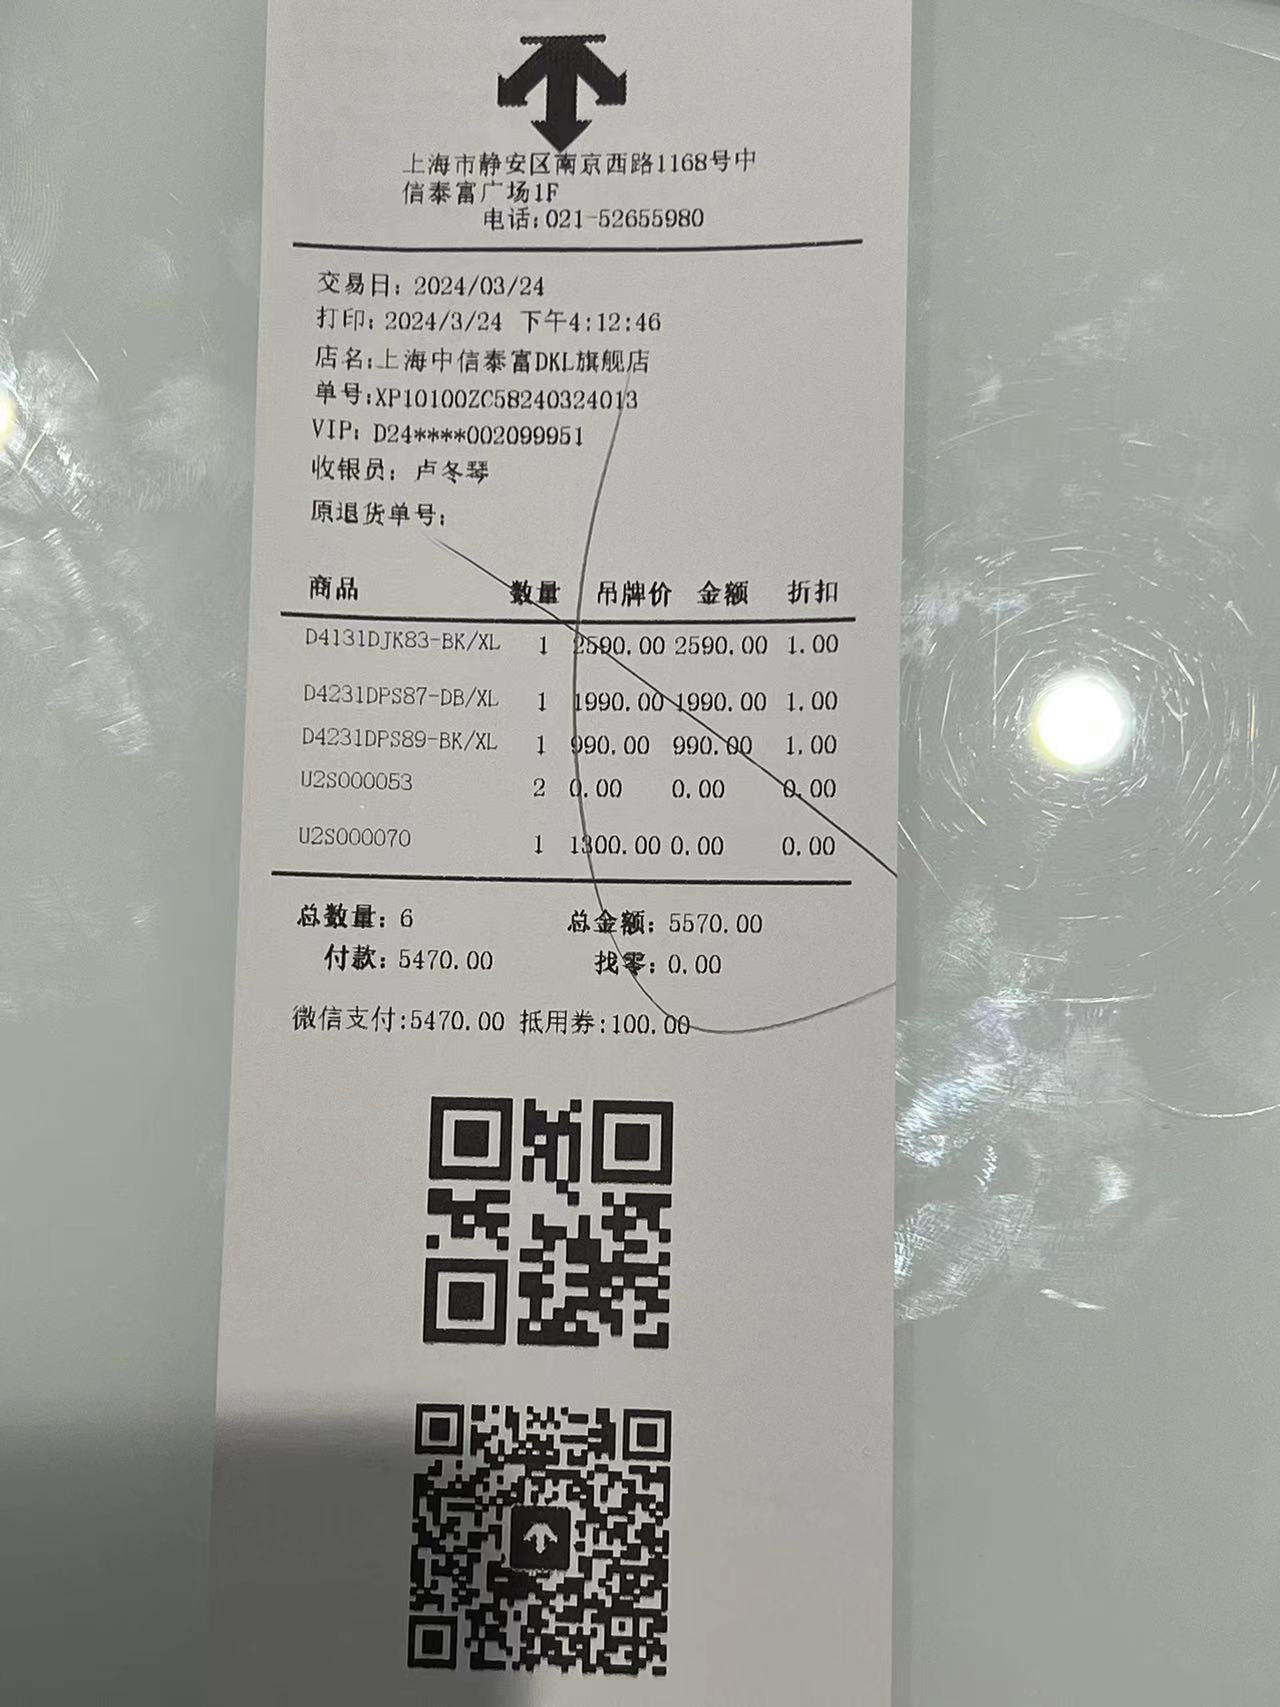 上海市静安区南京西路1168号中
信泰富广场1F
电话:021-52655980
交易日: 2024/03/24
打印: 2024/3/24 下午4:12:46
店名:上海中信泰富DKL旗舰店
单号:XP10100ZC58240324013
VIP: D24****002099951
收银员: 卢冬琴
原退货单号:
商品 数量 吊牌价 金额 折扣
D4131DJK83-BK/XL 1 2590.00 2590.00 1.00
D4231DPS87-DB/XL 1 1990.00 1990.00 1.00
D4231DPS89-BK/XL 1 990.00 990.00 1.00
U2S000053 2 0.00 0.00 0.00
U2S000070 1 1300.00 0.00 0.00
总数量: 6 总金额: 5570.00
付款: 5470.00 找零: 0.00
微信支付:5470.00 抵用券:100.00